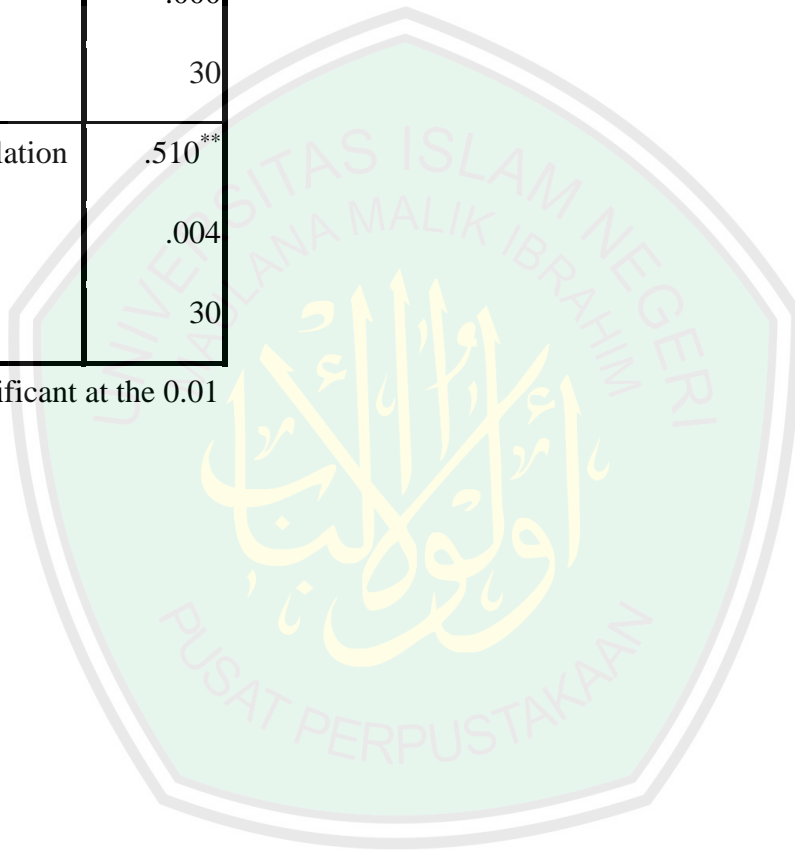 30
lation .510**
.004
30
ificant at the 0.01
UNIVERSITAS ISLAM NEGERI
MAULANA MALIK IBRAHIM
أولوا الألباب
PUSAT PERPUSTAKAAN